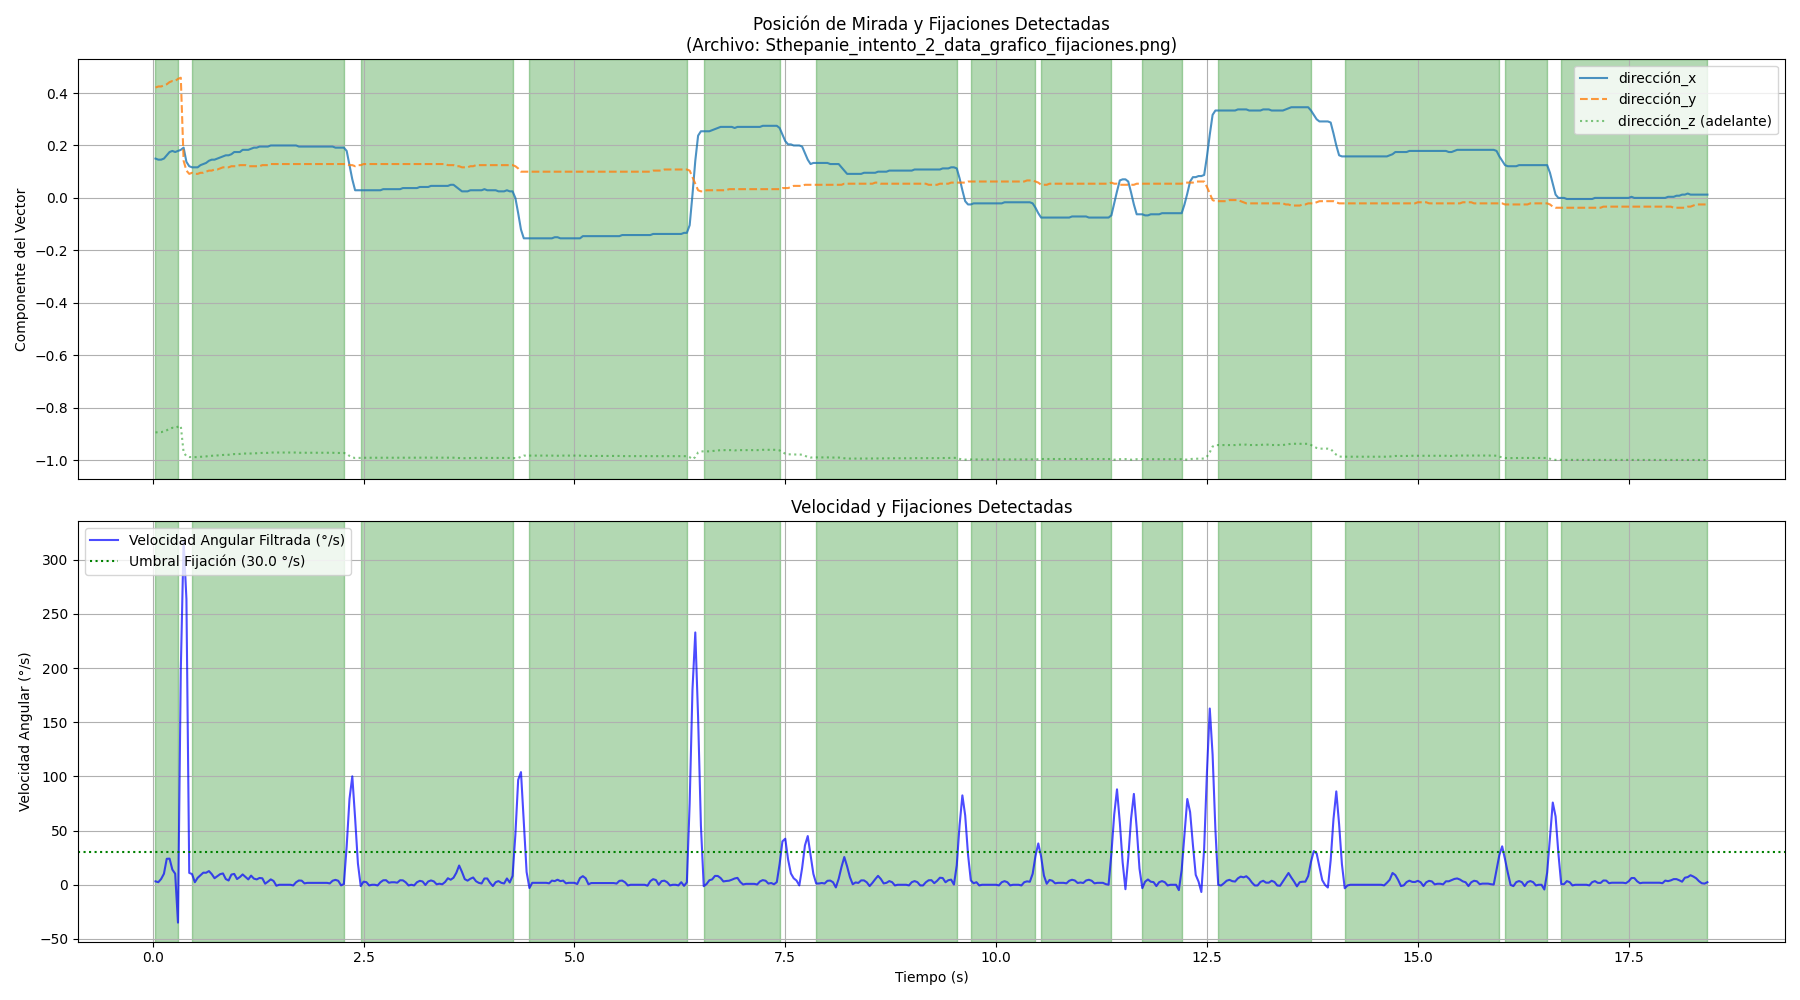 Posición de Mirada y Fijaciones Detectadas
(Archivo: Sthepanie_intento_2_data_grafico_fijaciones.png)
dirección_x
dirección_y
dirección_z (adelante)
Componente del Vector
0.4
0.2
0.0
−0.2
−0.4
−0.6
−0.8
−1.0
Velocidad y Fijaciones Detectadas
Velocidad Angular Filtrada (°/s)
Umbral Fijación (30.0 °/s)
Velocidad Angular (°/s)
300
250
200
150
100
50
0
−50
0.0 2.5 5.0 7.5 10.0 12.5 15.0 17.5
Tiempo (s)